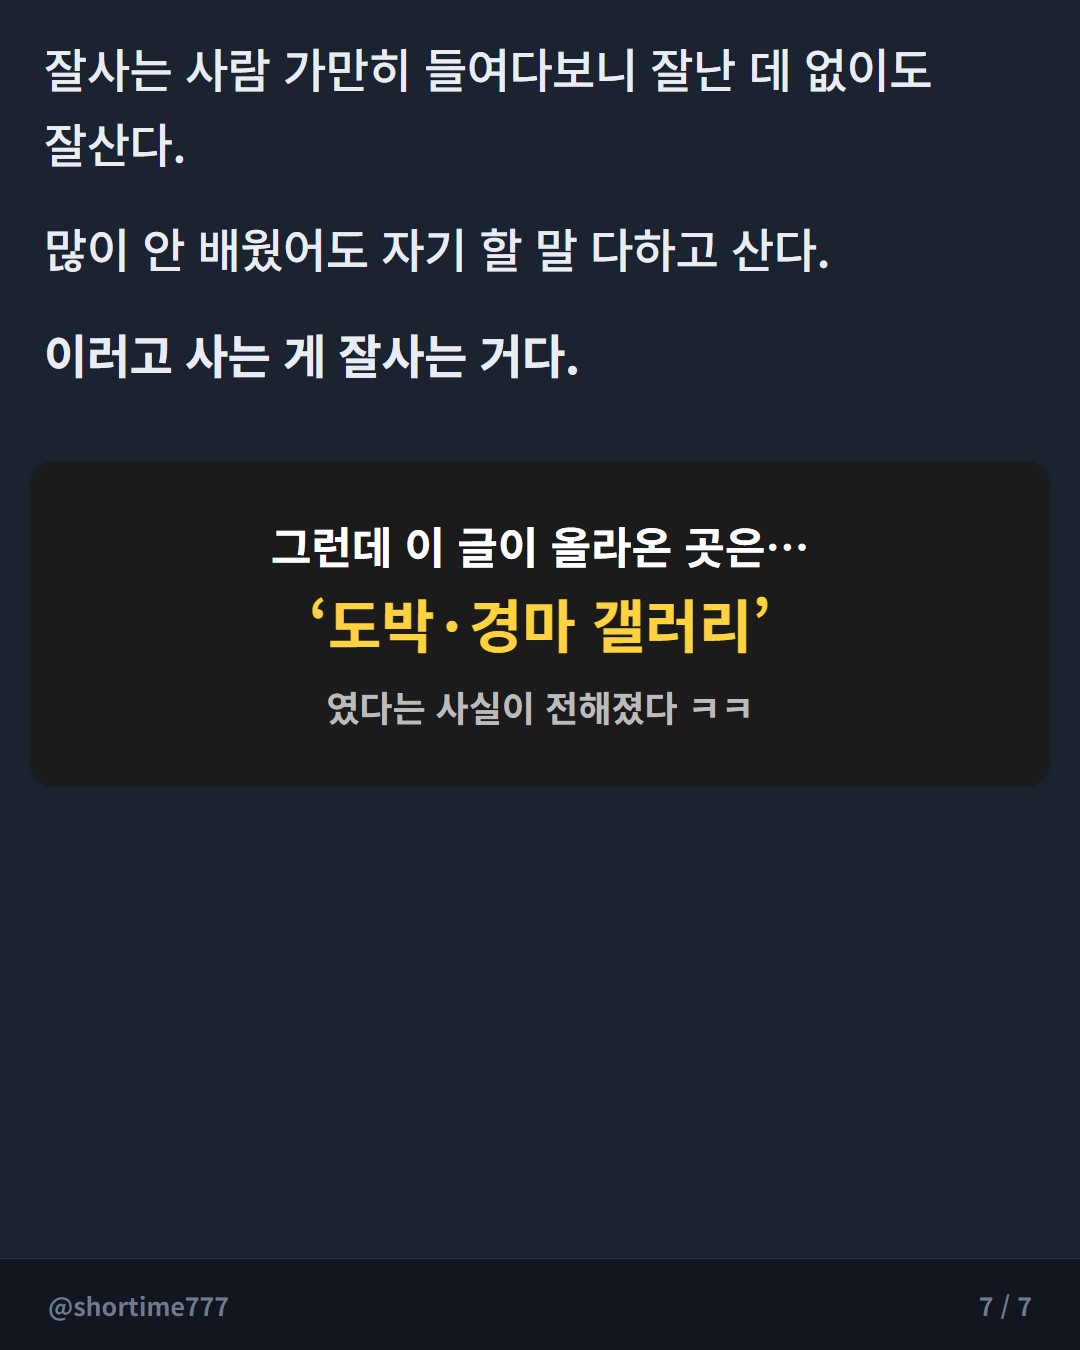 잘사는 사람 가만히 들여다보니 잘난 데 없이도
잘산다.
많이 안 배웠어도 자기 할 말 다하고 산다.
이러고 사는 게 잘사는 거다.
그런데 이 글이 올라온 곳은…
‘도박·경마 갤러리’
였다는 사실이 전해졌다 ㅋㅋ
@shortime777
7 / 7